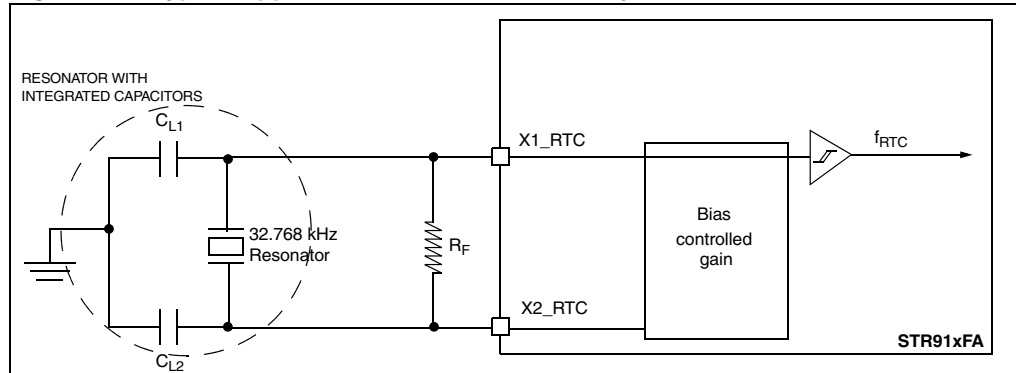 RESONATOR WITH
INTEGRATED CAPACITORS
CL1
X1_RTC
fRTC
32.768 kHz
Resonator
RF
Bias
controlled
gain
X2_RTC
STR91xFA
CL2